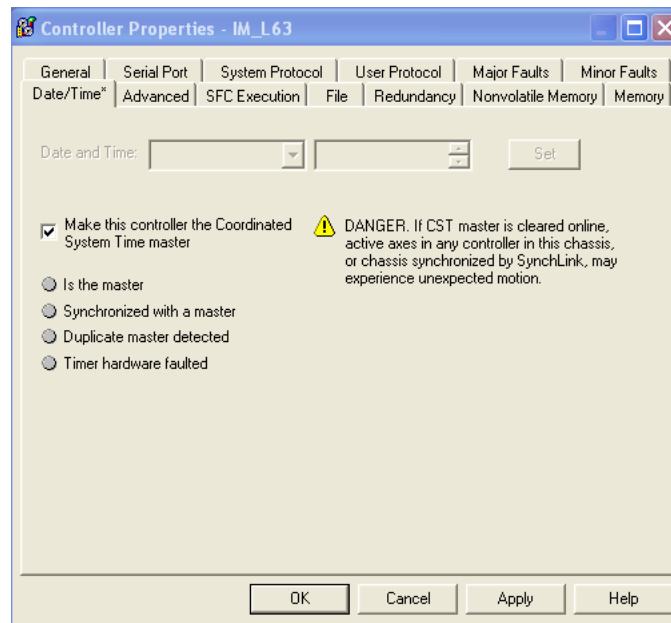 Controller Properties - IM_L63
General Serial Port System Protocol User Protocol Major Faults Minor Faults
Date/Time* Advanced SFC Execution File Redundancy Nonvolatile Memory Memory
Date and Time: Set
Make this controller the Coordinated
System Time master
DANGER. If CST master is cleared online,
active axes in any controller in this chassis,
or chassis synchronized by SynchLink, may
experience unexpected motion.
Is the master
Synchronized with a master
Duplicate master detected
Timer hardware faulted
OK Cancel Apply Help